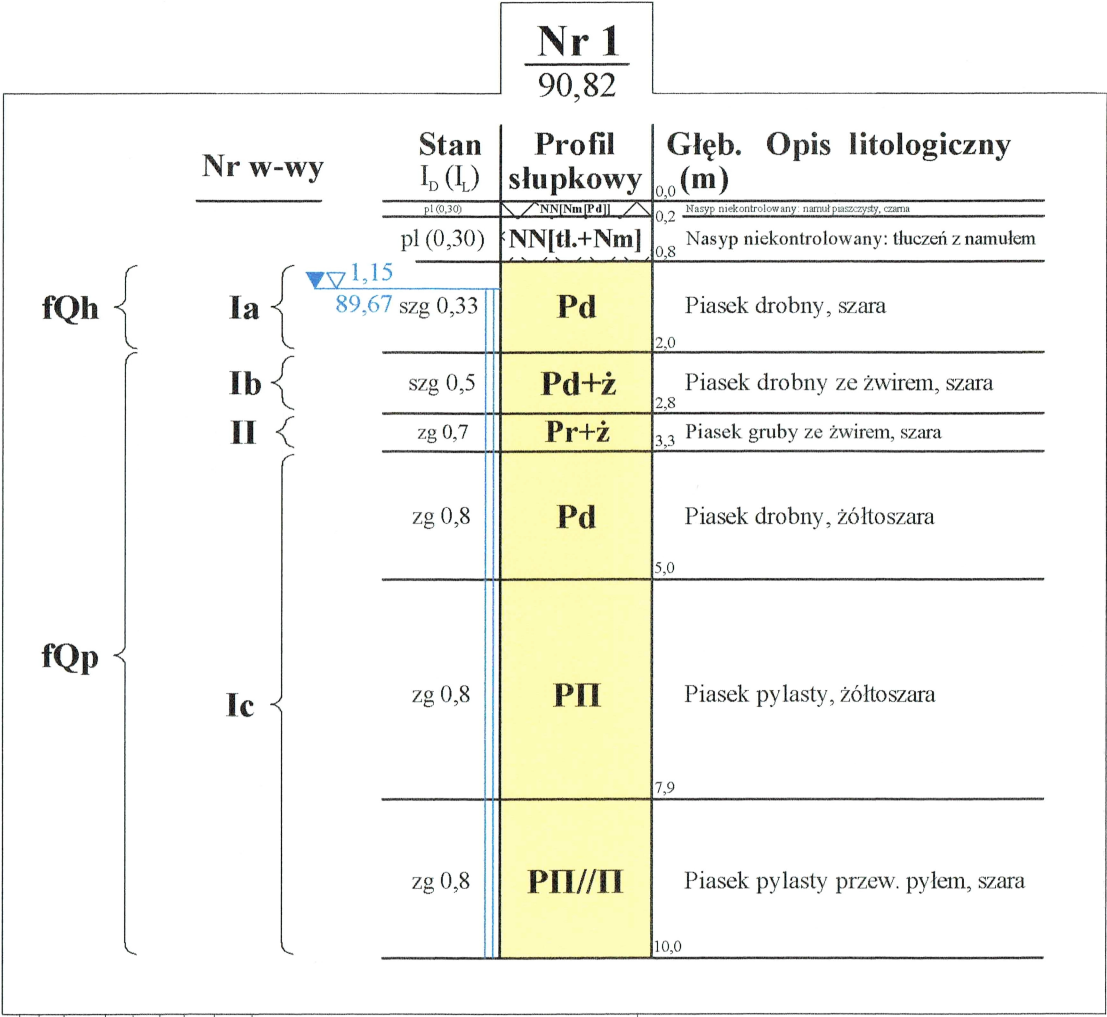 Nr 1
90,82
Nr w-wy
Stan
I_D (I_L)
Profil
słupkowy
Głęb. Opis litologiczny
(m)
0,0
pl (0,30) NN[Nm[Pd]] Nasyp niekontrolowany: namuł piaszczysty, czarna
0,2
pl (0,30) NN[tł.+Nm] Nasyp niekontrolowany: tłuczeń z namułem
0,8
1,15
89,67
fQh Ia szg 0,33 Pd Piasek drobny, szara
2,0
Ib szg 0,5 Pd+ż Piasek drobny ze żwirem, szara
2,8
II zg 0,7 Pr+ż Piasek gruby ze żwirem, szara
3,3
zg 0,8 Pd Piasek drobny, żółtoszara
5,0
fQp Ic zg 0,8 PΠ Piasek pylasty, żółtoszara
7,9
zg 0,8 PΠ//Π Piasek pylasty przew. pyłem, szara
10,0